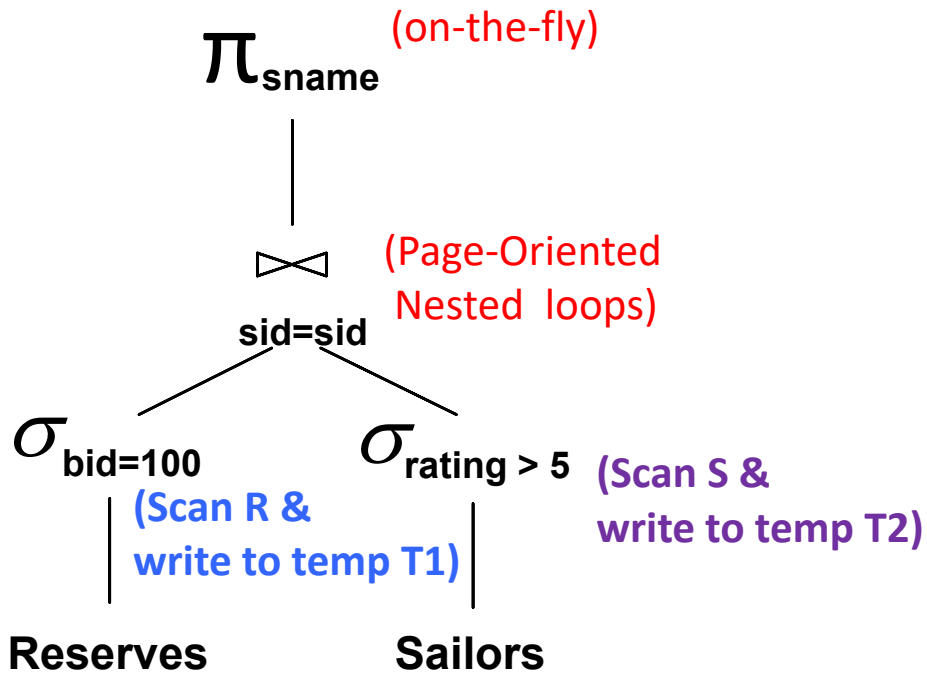 π sname (on-the-fly)
(Page-Oriented
Nested loops)
sid=sid
σ bid=100
σ rating > 5
(Scan R &
write to temp T1)
(Scan S &
write to temp T2)
Reserves
Sailors